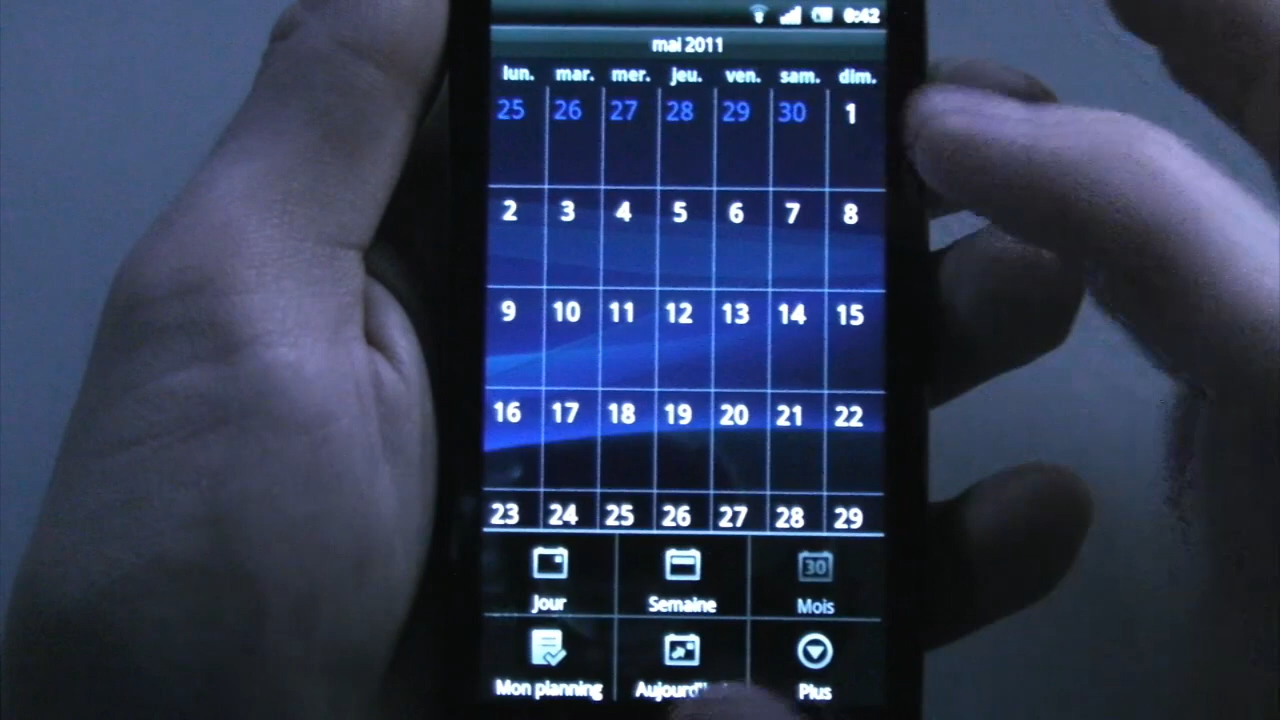 8:42
mai 2011
lun. mar. mer. jeu. ven. sam. dim.
25 26 27 28 29 30 1
2 3 4 5 6 7 8
9 10 11 12 13 14 15
16 17 18 19 20 21 22
23 24 25 26 27 28 29
30
Jour Semaine Mois
Mon planning Plus